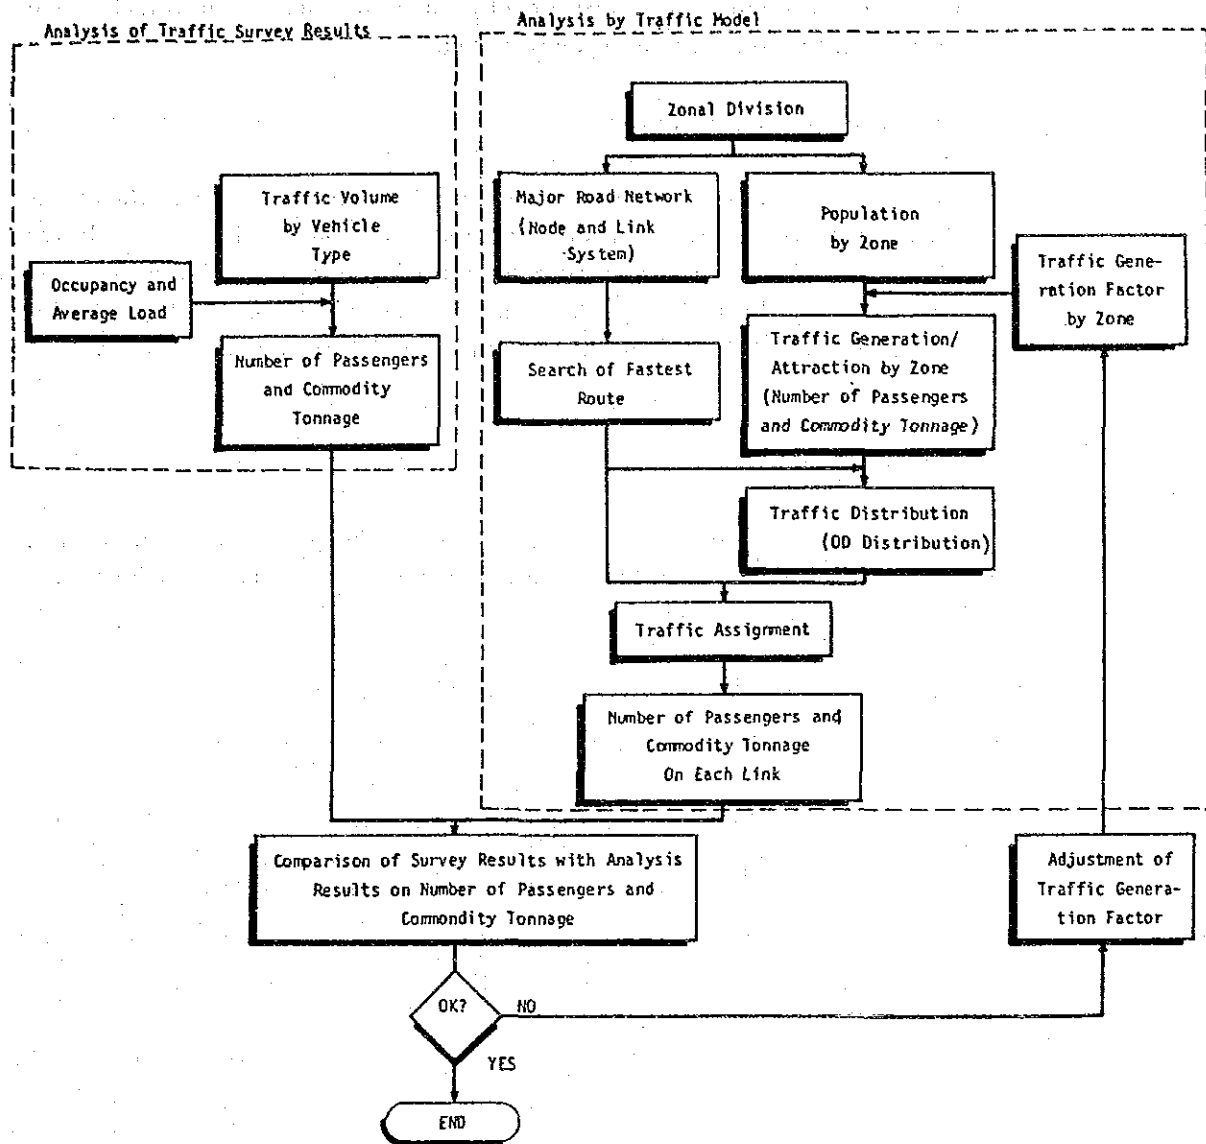 Analysis of Traffic Survey Results
Analysis by Traffic Model
Zonal Division
Traffic Volume
by Vehicle
Type
Major Road Network
(Node and Link
System)
Population
by Zone
Traffic Gene-
ration Factor
by Zone
Occupancy and
Average Load
Number of Passengers
and Commodity
Tonnage
Search of Fastest
Route
Traffic Generation/
Attraction by Zone
(Number of Passengers
and Commodity Tonnage)
Traffic Distribution
(OD Distribution)
Traffic Assignment
Number of Passengers and
Commodity Tonnage
On Each Link
Comparison of Survey Results with Analysis
Results on Number of Passengers and
Commondity Tonnage
Adjustment of
Traffic Genera-
tion Factor
OK?
NO
YES
END